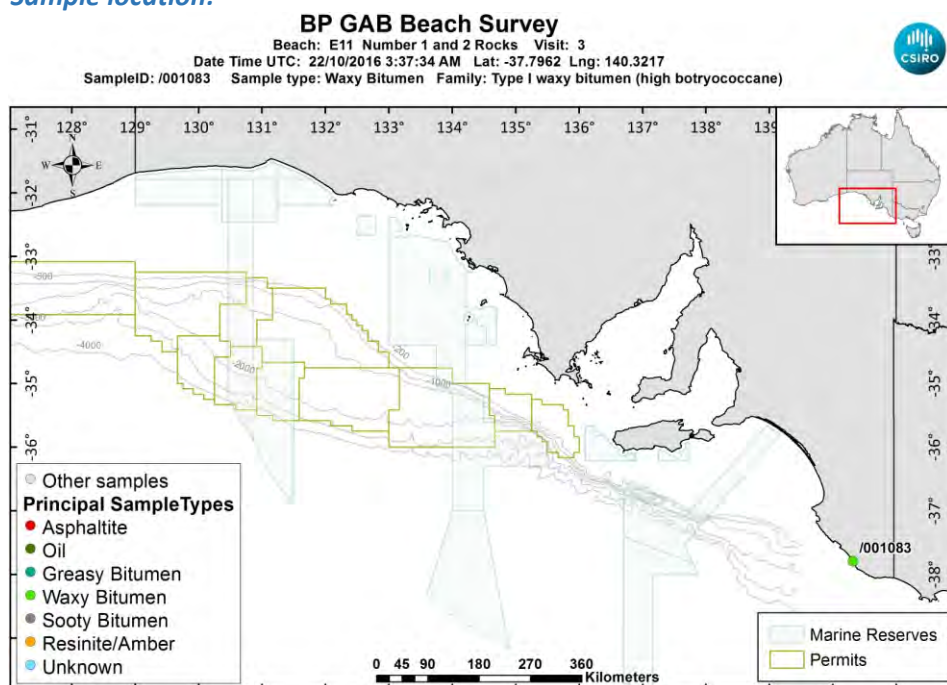 Sample location:
BP GAB Beach Survey
Beach: E11 Number 1 and 2 Rocks Visit: 3
Date Time UTC: 22/10/2016 3:37:34 AM Lat: -37.7962 Lng: 140.3217
SampleID: /001083 Sample type: Waxy Bitumen Family: Type I waxy bitumen (high botryococcane)
CSIRO
128° 129° 130° 131° 132° 133° 134° 135° 136° 137° 138° 139
N
W E
S
-31° -31°
-32°
-33° -33°
-34° -34°
-35° -35°
-36° -36°
-37° -37°
-38°
-4000
-2000
-200
-1000
/001083
Other samples
Principal SampleTypes
Asphaltite
Oil
Greasy Bitumen
Waxy Bitumen
Sooty Bitumen
Resinite/Amber
Unknown
0 45 90 180 270 360
Kilometers
Marine Reserves
Permits